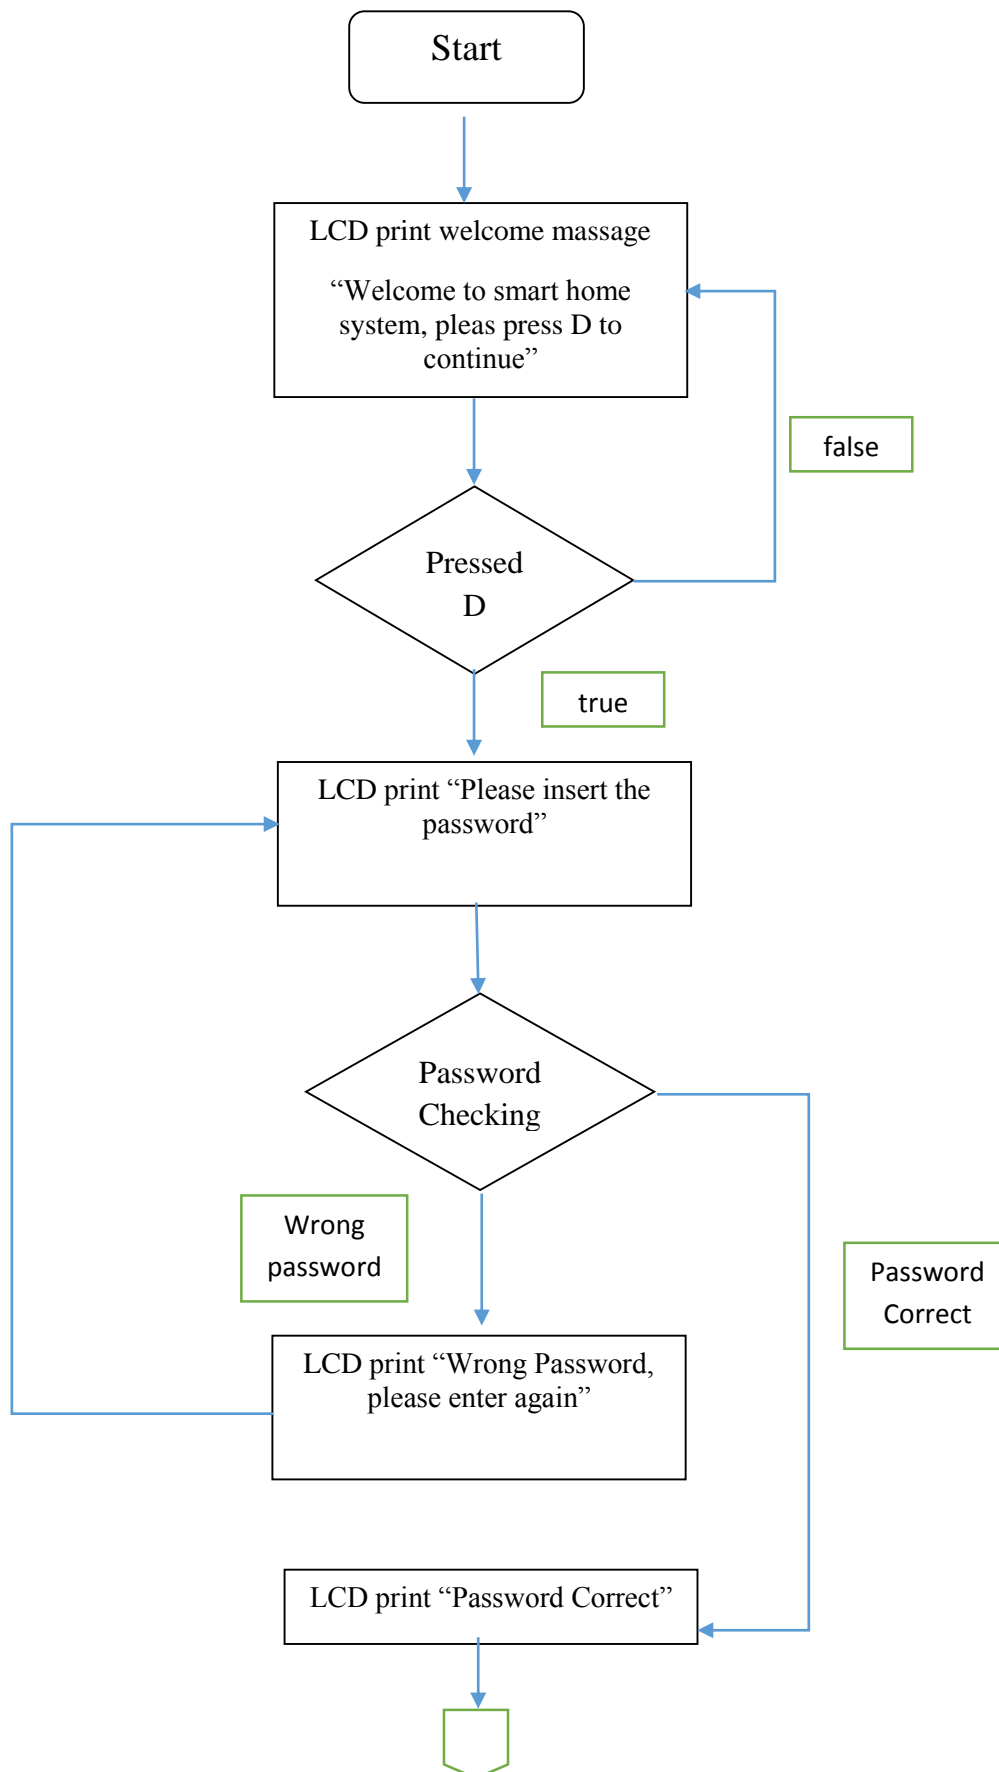 Start
LCD print welcome massage
“Welcome to smart home
system, pleas press D to
continue”
false
Pressed
D
true
LCD print “Please insert the
password”
Password
Checking
Wrong
password
Password
Correct
LCD print “Wrong Password,
please enter again”
LCD print “Password Correct”